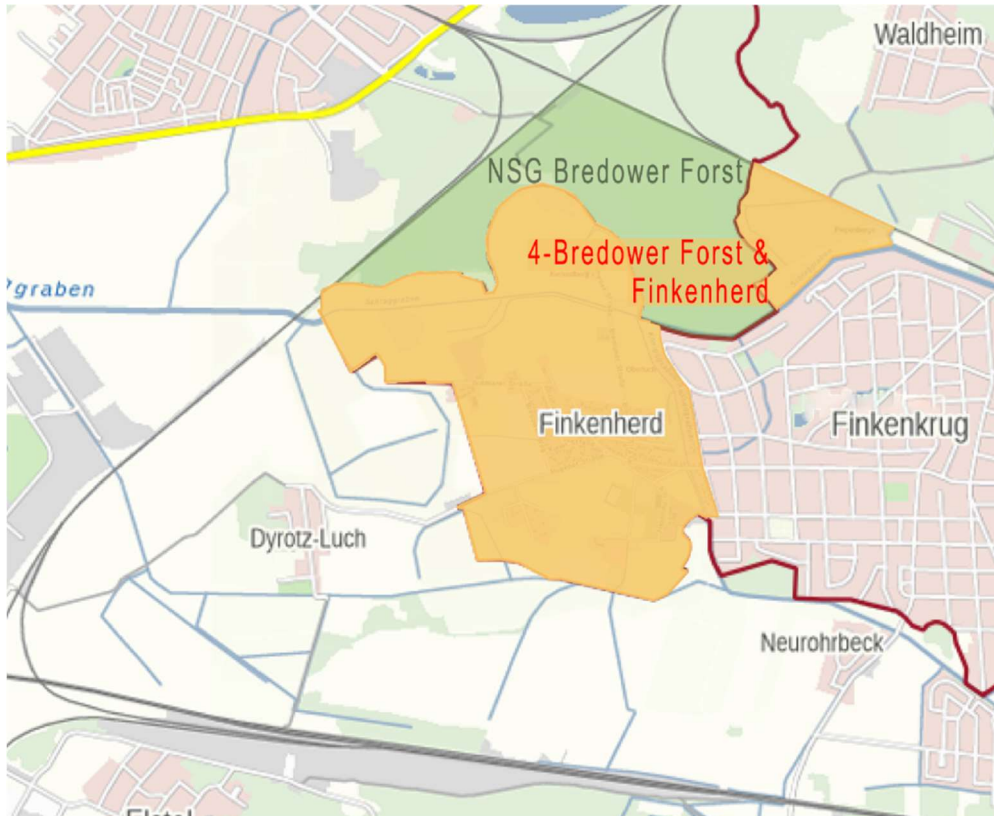 Waldheim
NSG Bredower Forst
4-Bredower Forst &
Finkenherd
graben
Finkenherd
Finkenkrug
Dyrotz-Luch
Neurohrbeck